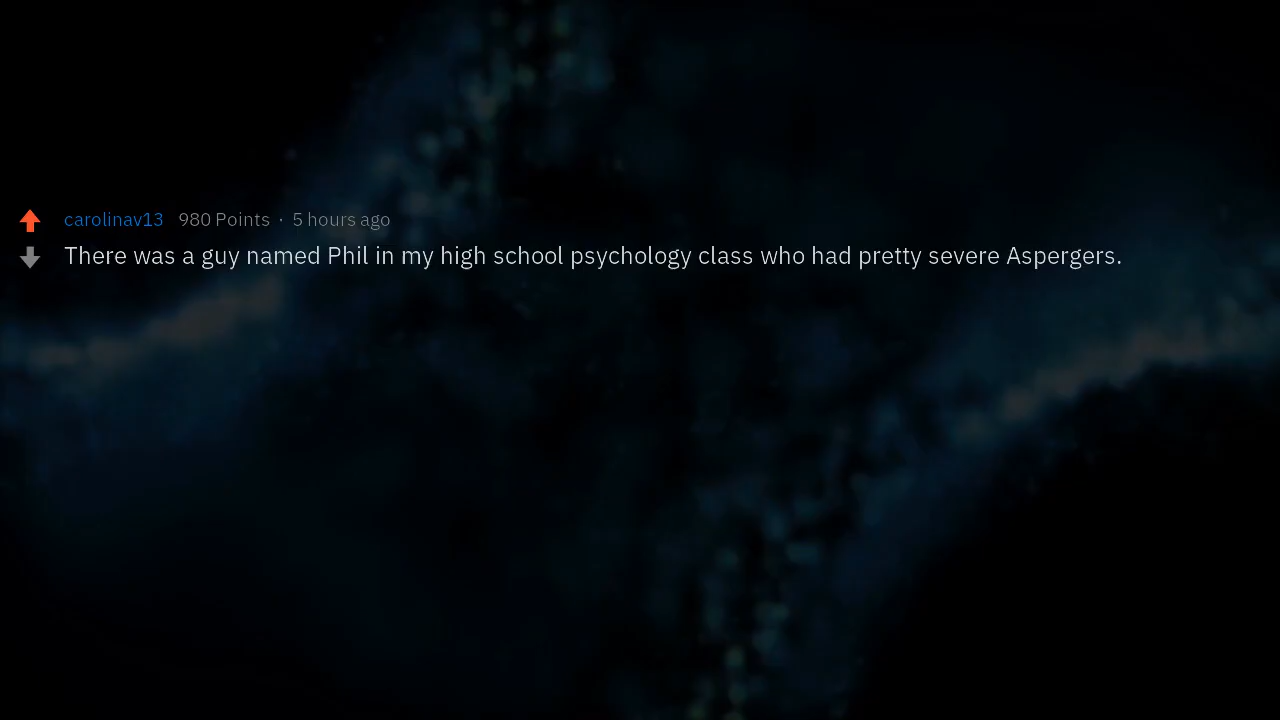 carolinav13 980 Points · 5 hours ago
There was a guy named Phil in my high school psychology class who had pretty severe Aspergers.